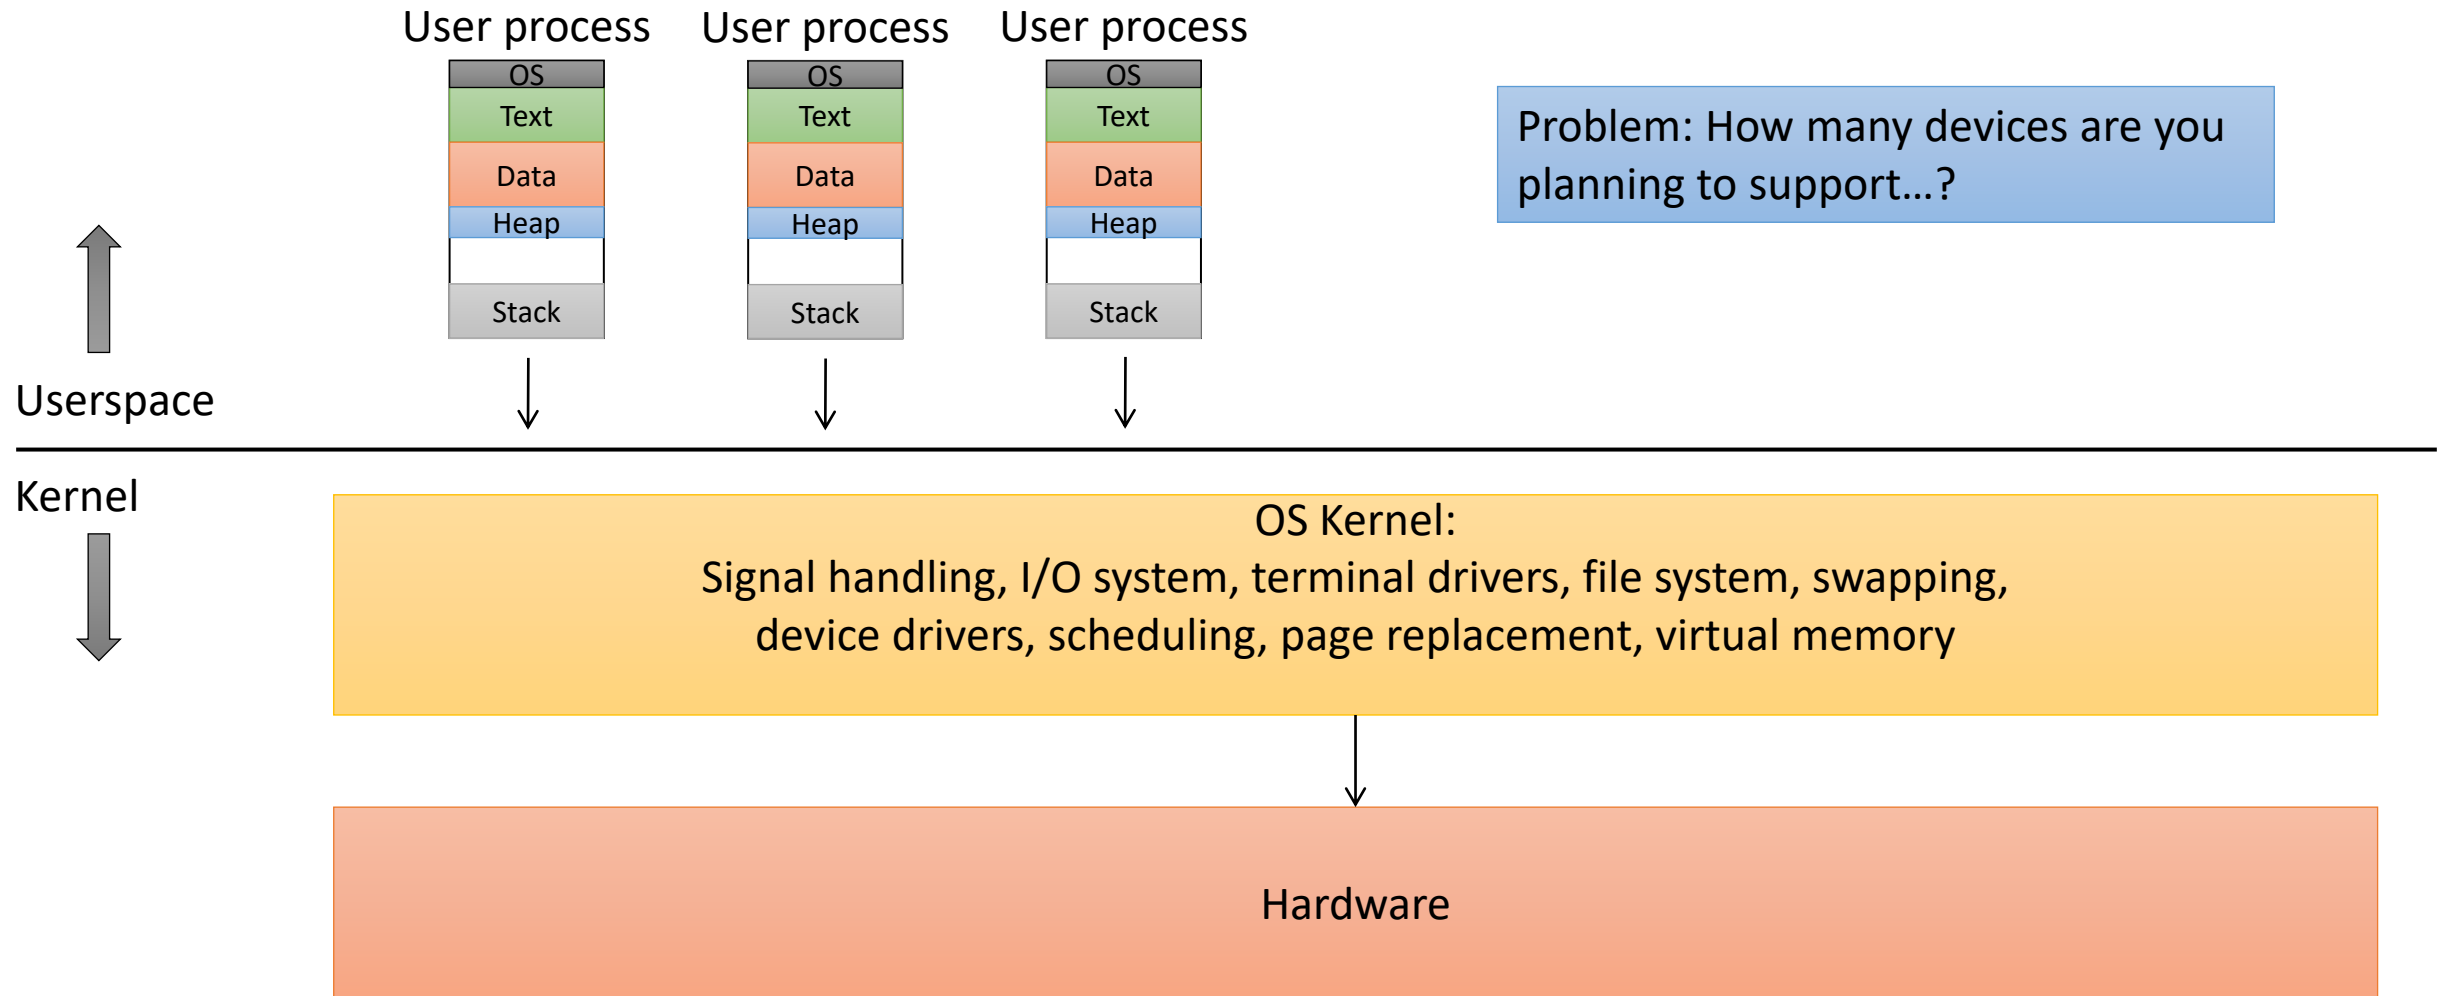 User process
User process
User process
OS
Text
Data
Heap
Stack
OS
Text
Data
Heap
Stack
OS
Text
Data
Heap
Stack
Problem: How many devices are you
planning to support...?
Userspace
Kernel
OS Kernel:
Signal handling, I/O system, terminal drivers, file system, swapping,
device drivers, scheduling, page replacement, virtual memory
Hardware